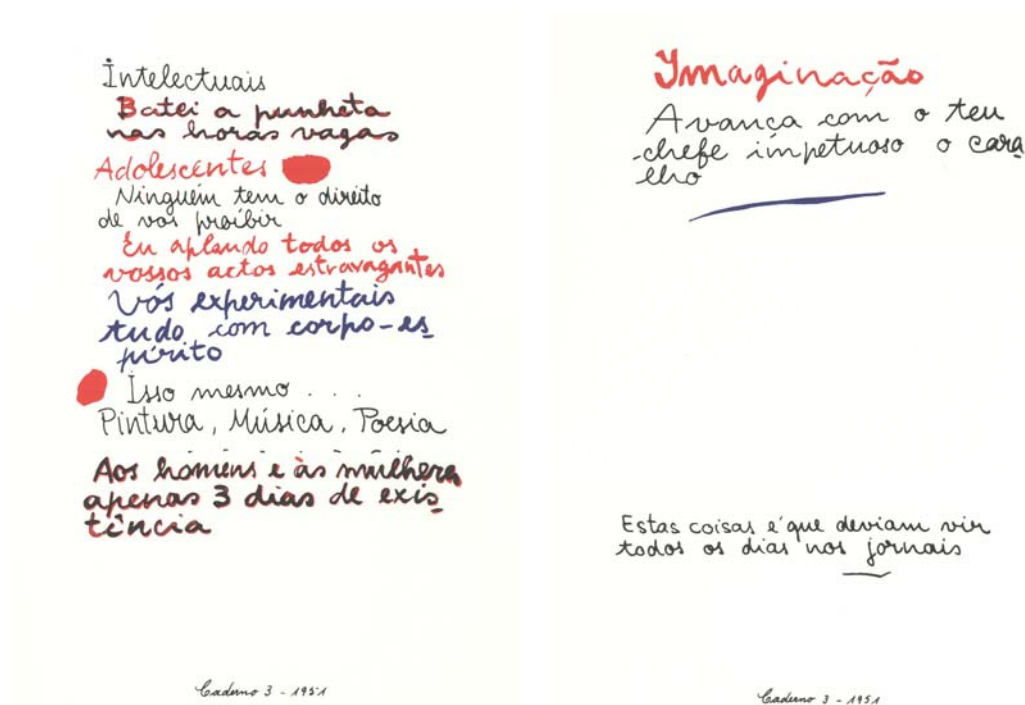 Intelectuais
Batei a punheta
nas horas vagas
Adolescentes
Ninguém tem o direito
de vos proibir
Eu aplaudo todos os
vossos actos extravagantes
Vós experimentais
tudo com corpo-es
pírito
Isso mesmo . . .
Pintura, Música, Poesia
Aos homens e às mulheres
apenas 3 dias de exis
tência
Caderno 3 - 1951
Imaginação
Avança com o teu
chefe impetuoso o cara
lho
Estas coisas é que deviam vir
todos os dias nos jornais
Caderno 3 - 1951